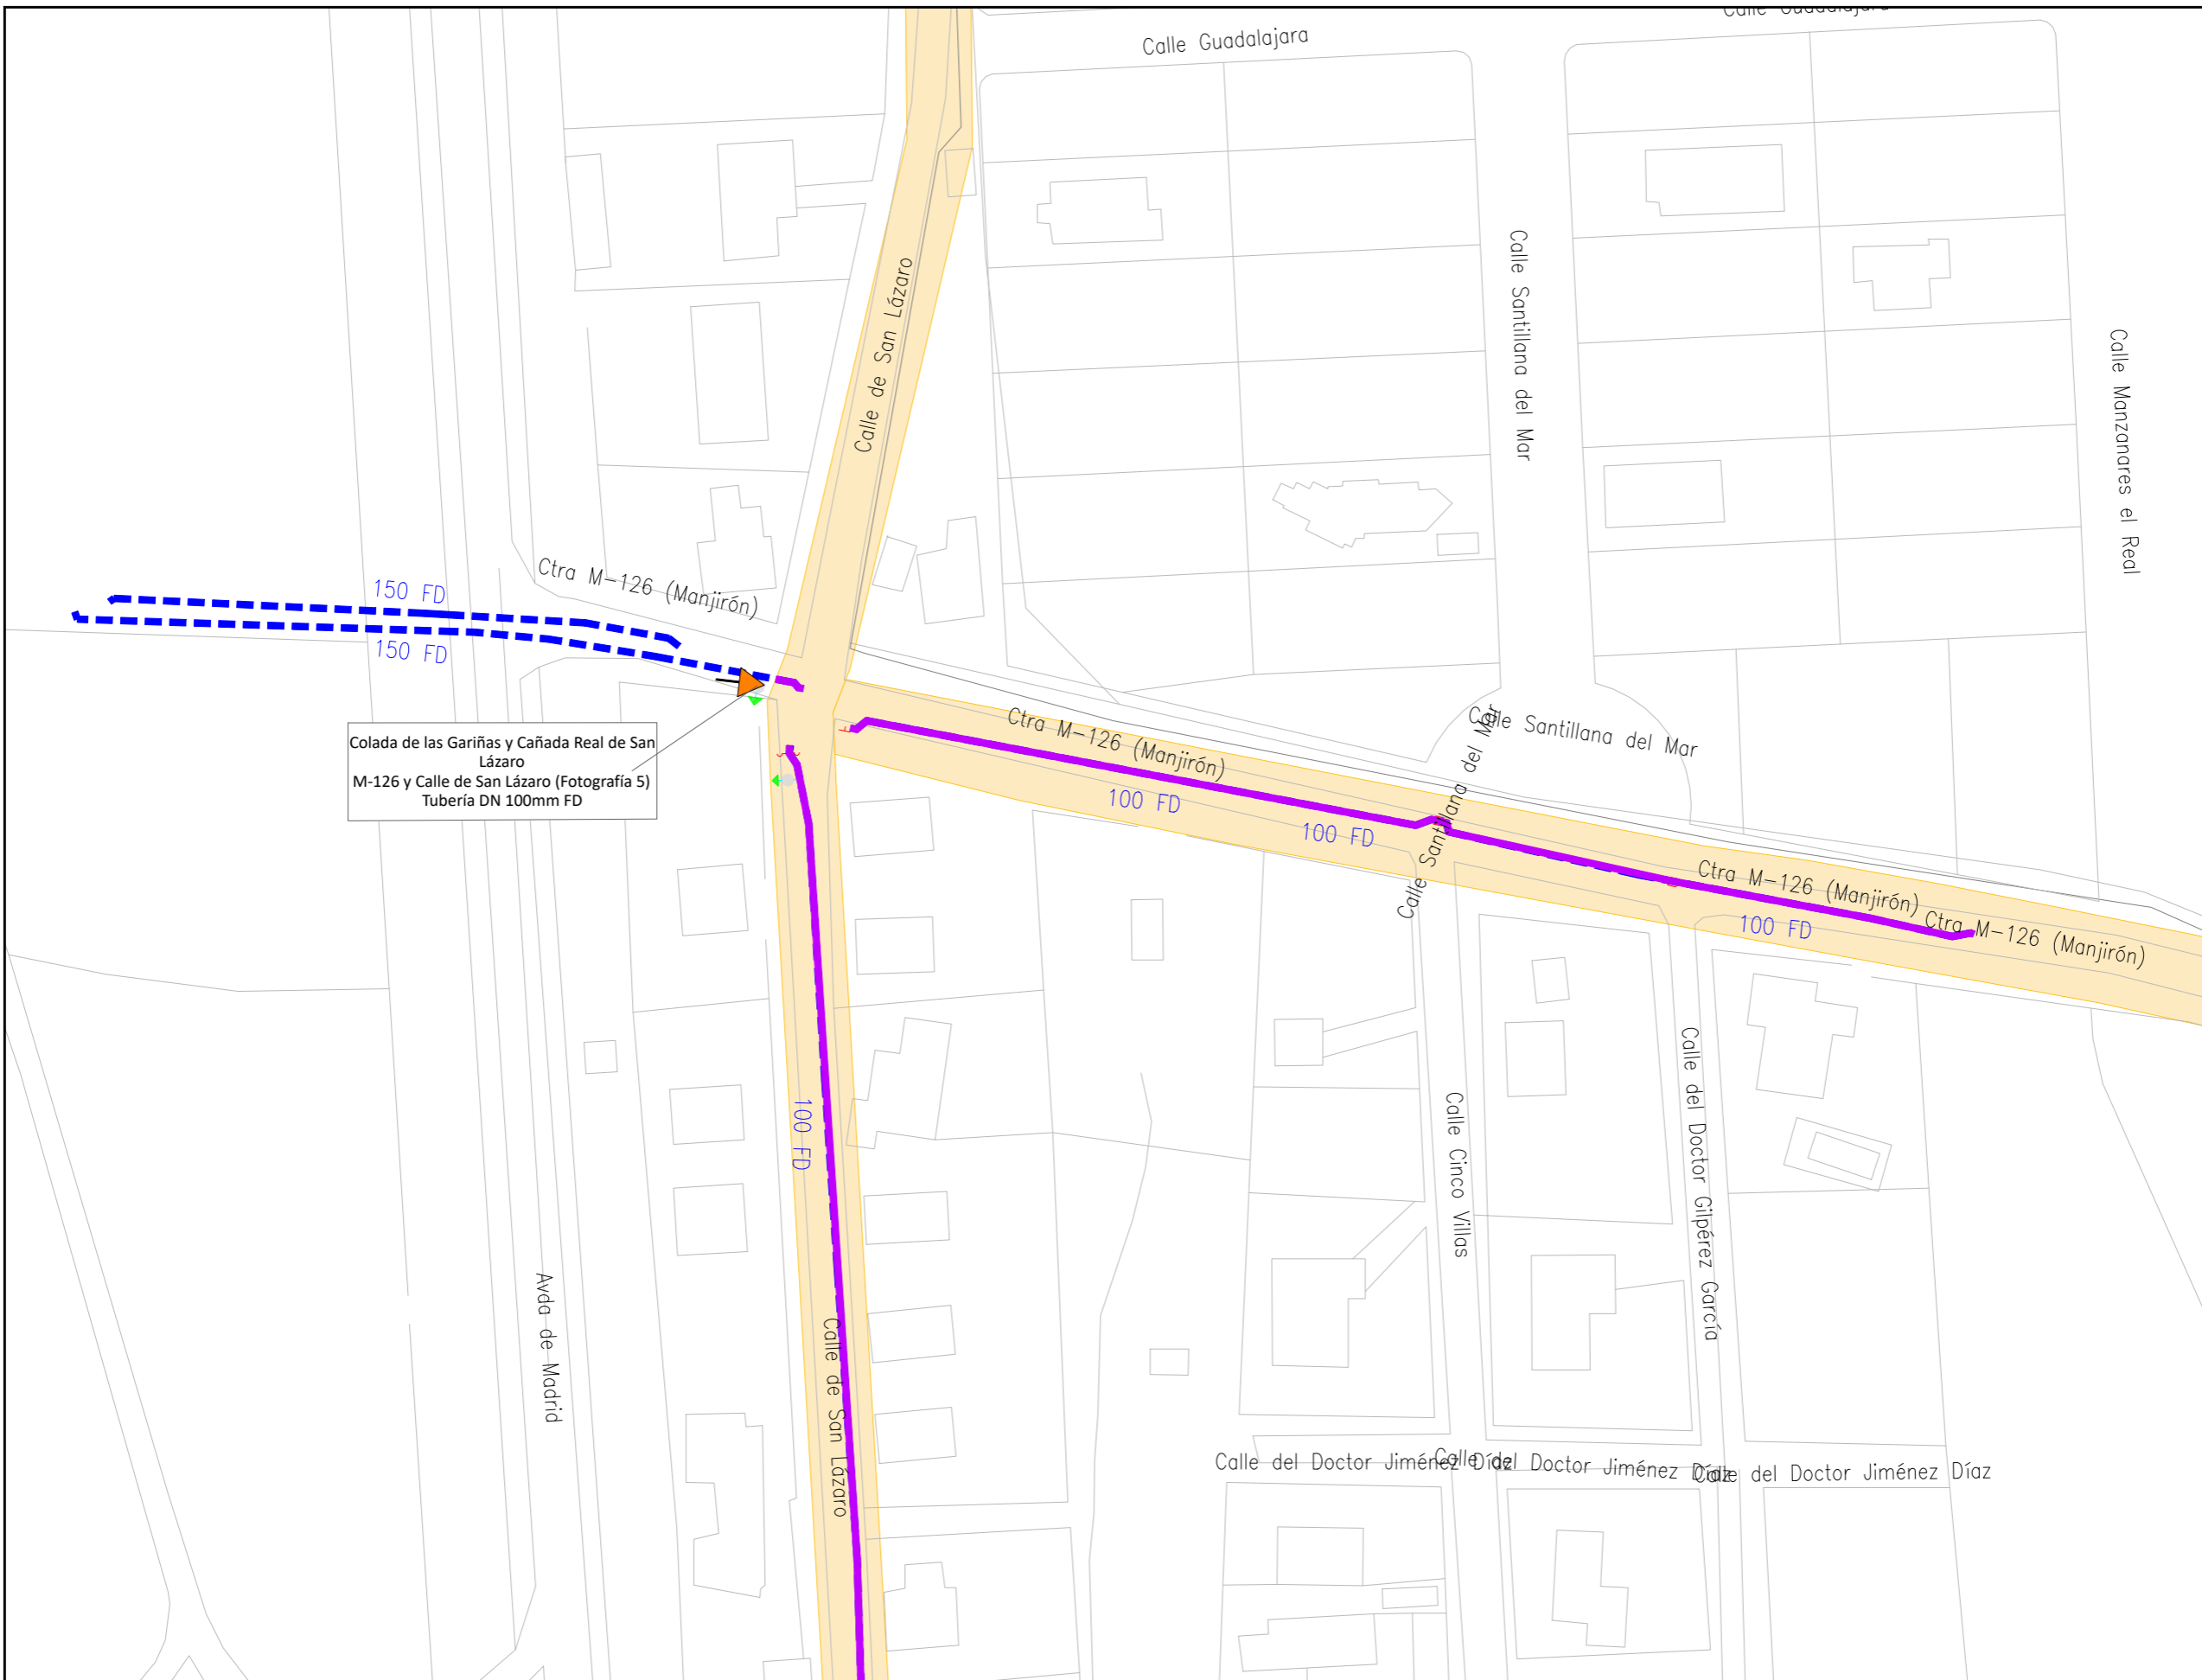 Calle Guadalajara
Calle Guadalajara
Calle de San Lázaro
Calle Santillana del Mar
Calle Manzanares el Real
Ctra M-126 (Manjirón)
150 FD
150 FD
Colada de las Gariñas y Cañada Real de San
Lázaro
M-126 y Calle de San Lázaro (Fotografía 5)
Tubería DN 100mm FD
Ctra M-126 (Manjirón)
Calle Santillana del Mar
Calle Santillana del Mar
100 FD
100 FD
Ctra M-126 (Manjirón)
Ctra M-126 (Manjirón)
100 FD
100 FD
Calle Cinco Villas
Calle del Doctor Gilpérez García
Avda de Madrid
Calle de San Lázaro
Calle del Doctor Jiménez Díaz
Calle del Doctor Jiménez Díaz
Calle del Doctor Jiménez Díaz